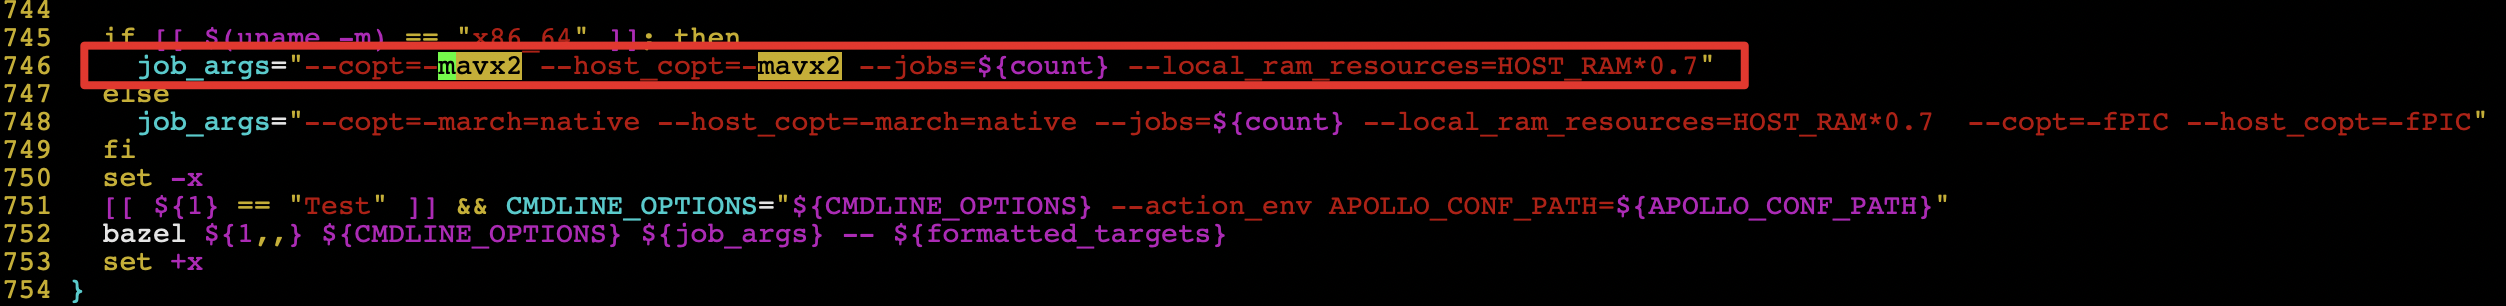 744
745   if [[ $(uname -m) == "x86_64" ]]; then
746     job_args="--copt=-mavx2 --host_copt=-mavx2 --jobs=${count} --local_ram_resources=HOST_RAM*0.7"
747   else
748     job_args="--copt=-march=native --host_copt=-march=native --jobs=${count} --local_ram_resources=HOST_RAM*0.7  --copt=-fPIC --host_copt=-fPIC"
749   fi
750   set -x
751   [[ ${1} == "Test" ]] && CMDLINE_OPTIONS="${CMDLINE_OPTIONS} --action_env APOLLO_CONF_PATH=${APOLLO_CONF_PATH}"
752   bazel ${1,,} ${CMDLINE_OPTIONS} ${job_args} -- ${formatted_targets}
753   set +x
754 }